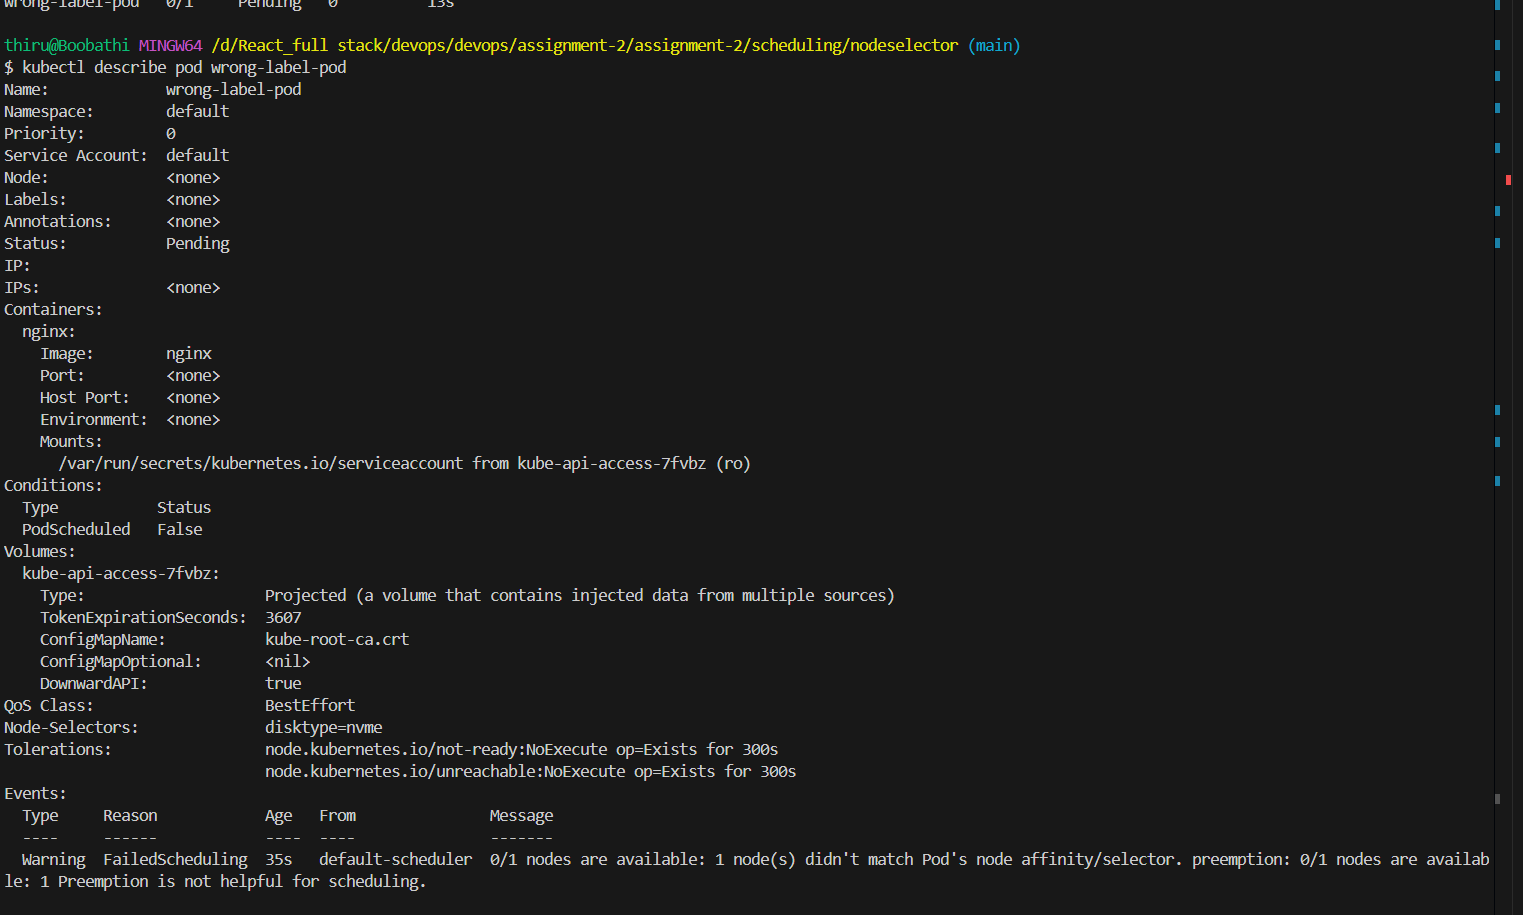 wrong-label-pod   0/1     Pending   0          13s

thiru@Boobathi MINGW64 /d/React_full stack/devops/devops/assignment-2/assignment-2/scheduling/nodeselector (main)
$ kubectl describe pod wrong-label-pod
Name:             wrong-label-pod
Namespace:        default
Priority:         0
Service Account:  default
Node:             <none>
Labels:           <none>
Annotations:      <none>
Status:           Pending
IP:
IPs:              <none>
Containers:
  nginx:
    Image:        nginx
    Port:         <none>
    Host Port:    <none>
    Environment:  <none>
    Mounts:
      /var/run/secrets/kubernetes.io/serviceaccount from kube-api-access-7fvbz (ro)
Conditions:
  Type           Status
  PodScheduled   False
Volumes:
  kube-api-access-7fvbz:
    Type:                    Projected (a volume that contains injected data from multiple sources)
    TokenExpirationSeconds:  3607
    ConfigMapName:           kube-root-ca.crt
    ConfigMapOptional:       <nil>
    DownwardAPI:             true
QoS Class:                   BestEffort
Node-Selectors:              disktype=nvme
Tolerations:                 node.kubernetes.io/not-ready:NoExecute op=Exists for 300s
                             node.kubernetes.io/unreachable:NoExecute op=Exists for 300s
Events:
  Type     Reason            Age   From               Message
  ----     ------            ----  ----               -------
  Warning  FailedScheduling  35s   default-scheduler  0/1 nodes are available: 1 node(s) didn't match Pod's node affinity/selector. preemption: 0/1 nodes are availab
le: 1 Preemption is not helpful for scheduling.